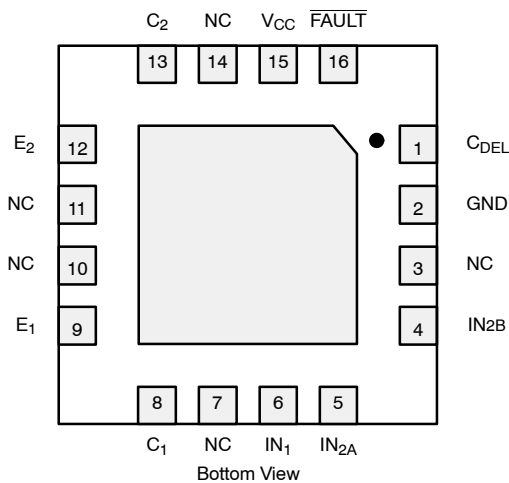 C₂ NC VCC FAULT
13 14 15 16
E₂ 12 1 CDEL
NC 11 2 GND
NC 10 3 NC
E₁ 9 4 IN2B
8 7 6 5
C₁ NC IN₁ IN2A
Bottom View